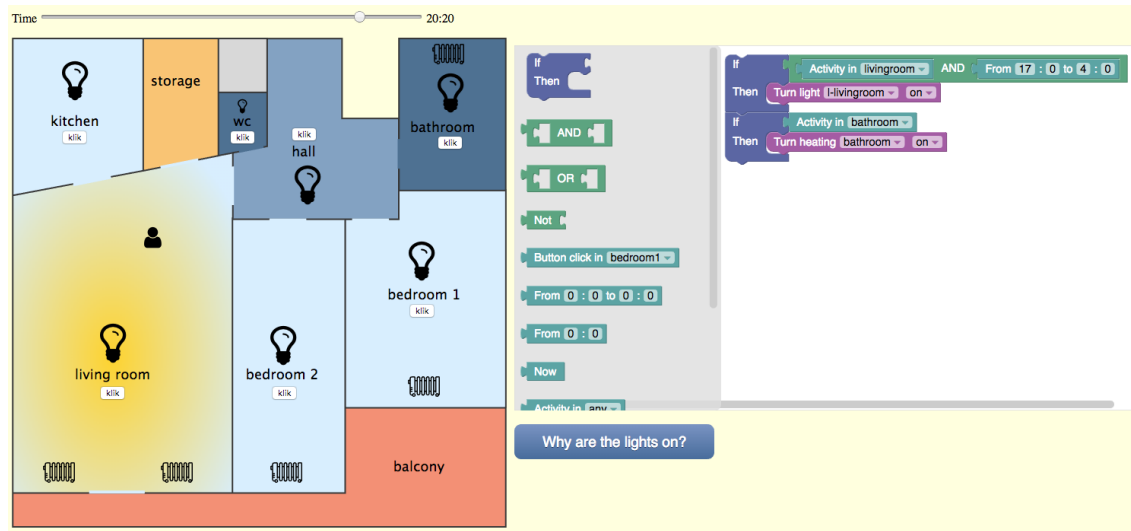 Time 20:20
storage
kitchen
klik
wc
klik
klik
hall
bathroom
klik
bedroom 1
klik
living room
klik
bedroom 2
klik
balcony
If
Then
AND
OR
Not
Button click in bedroom1
From 0 : 0 to 0 : 0
From 0 : 0
Now
Activity in any
If Activity in livingroom AND From 17 : 0 to 4 : 0
Then Turn light l-livingroom on
If Activity in bathroom
Then Turn heating bathroom on
Why are the lights on?